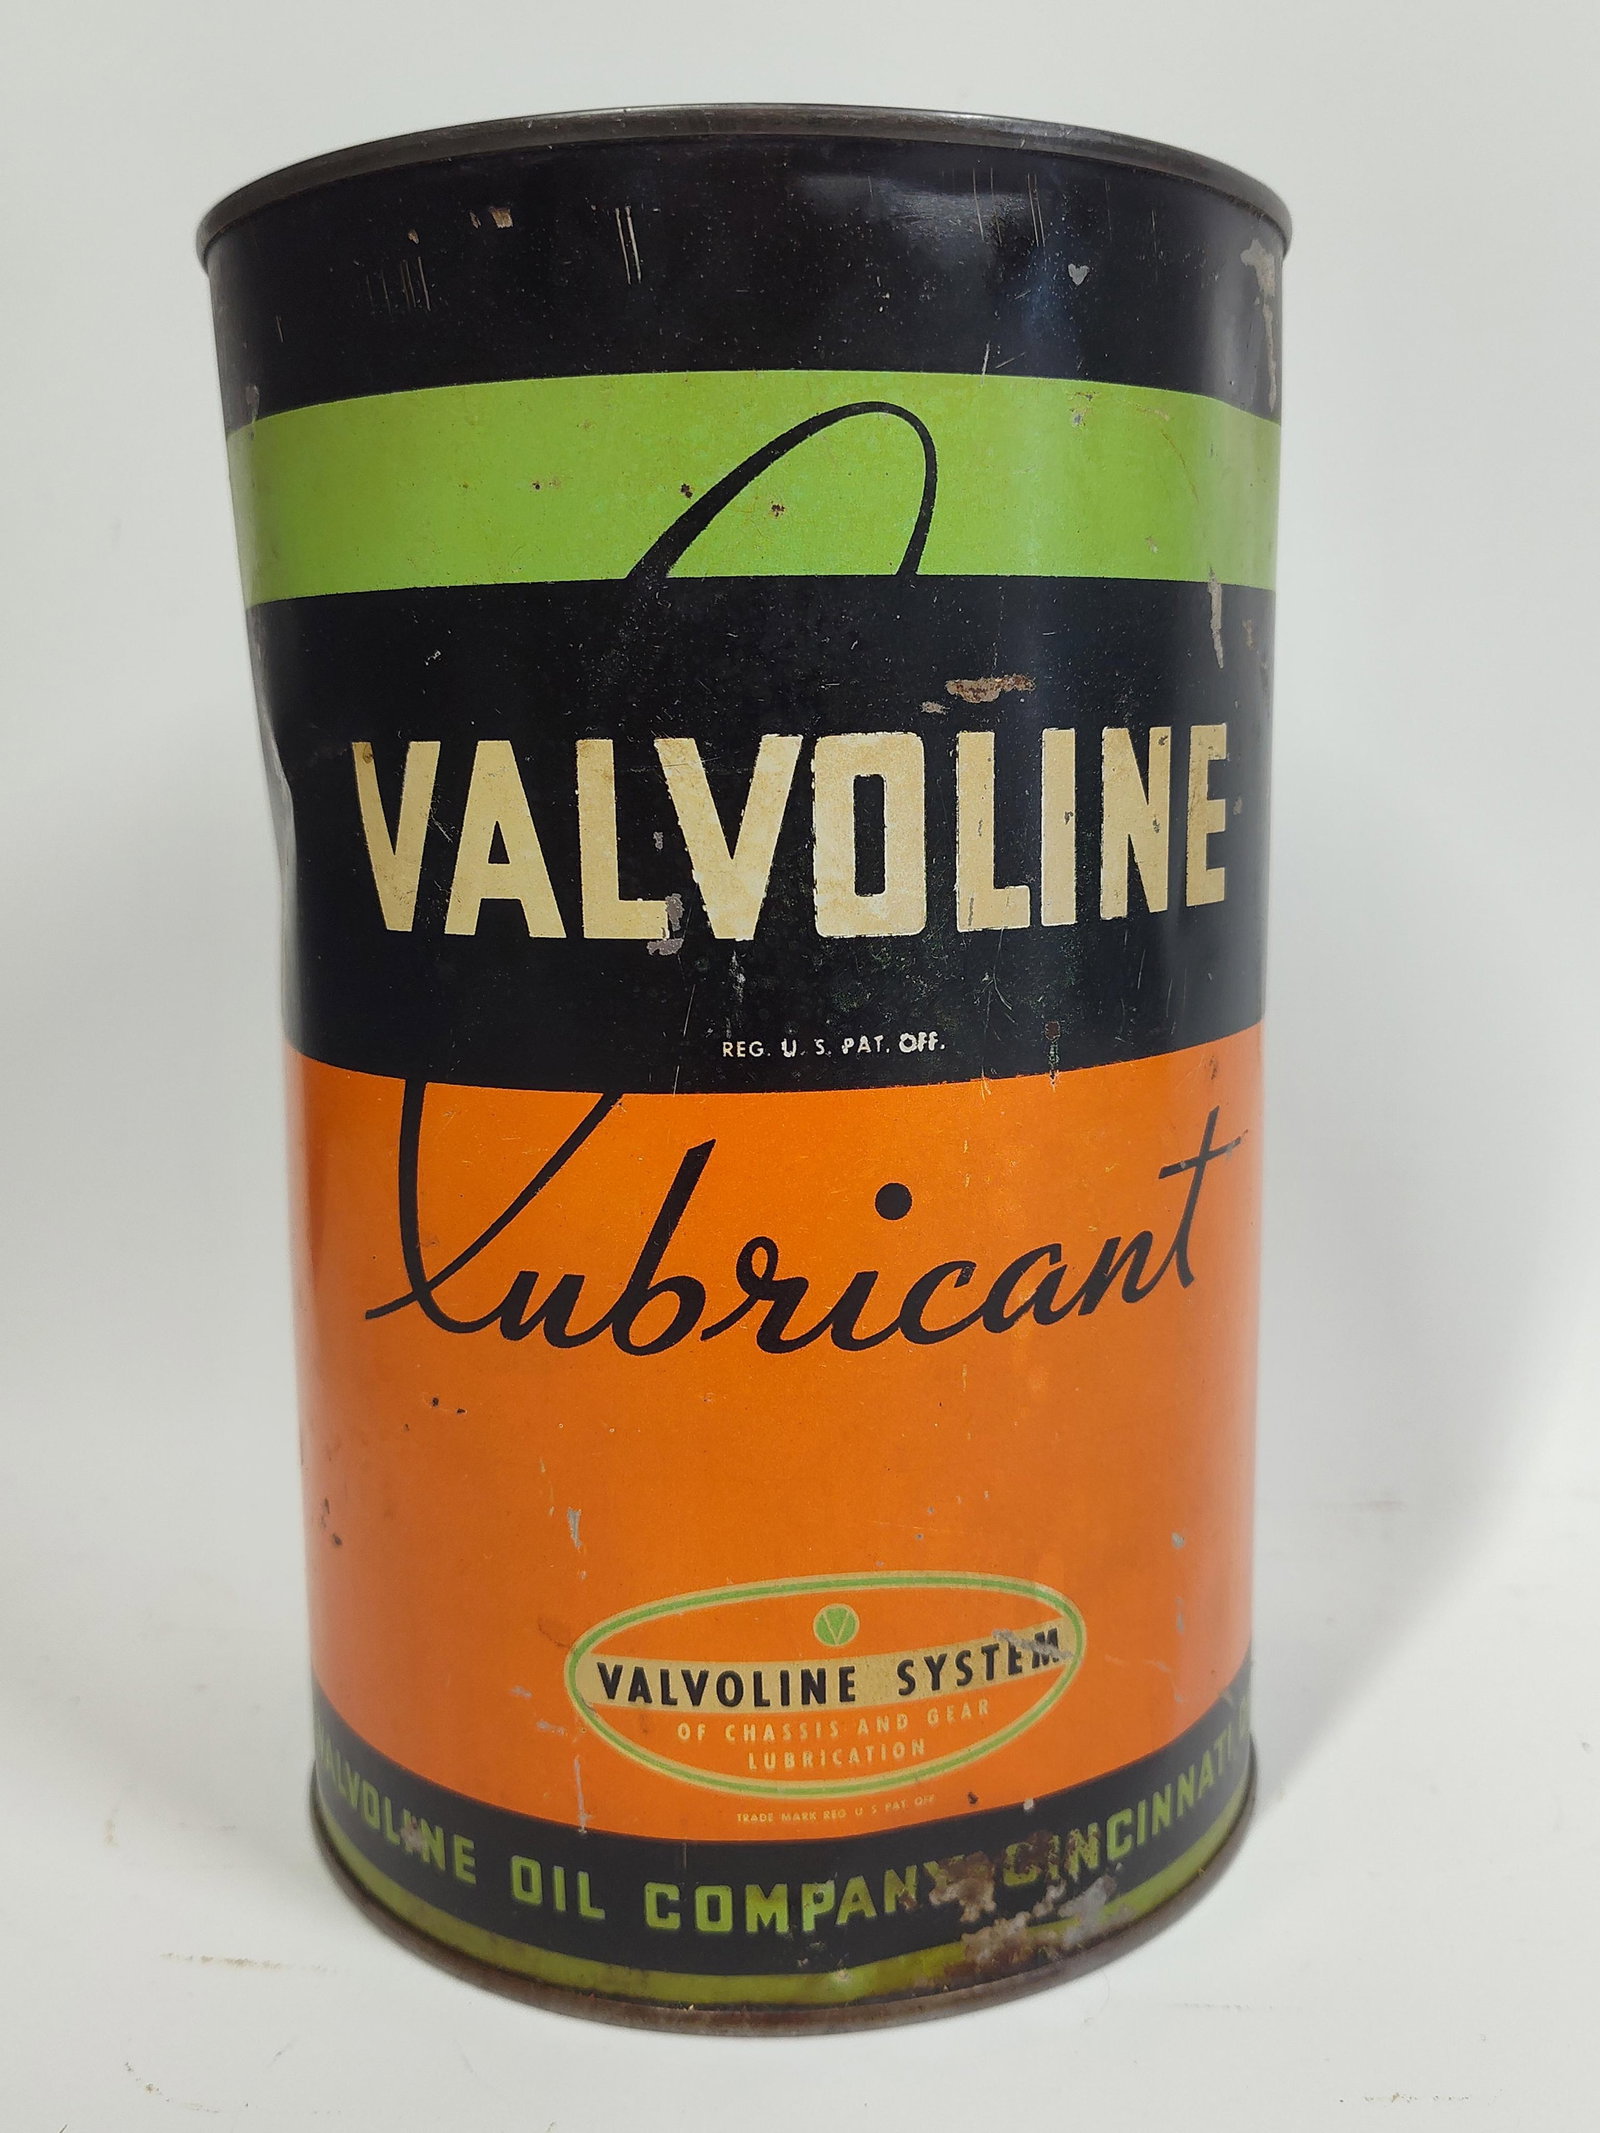 VALVOLINE
REG. U. S. PAT. OFF.
Lubricant
V
VALVOLINE SYSTEM
OF CHASSIS AND GEAR
LUBRICATION
TRADE MARK REG U S PAT. OFF
VALVOLINE OIL COMPANY CINCINNATI